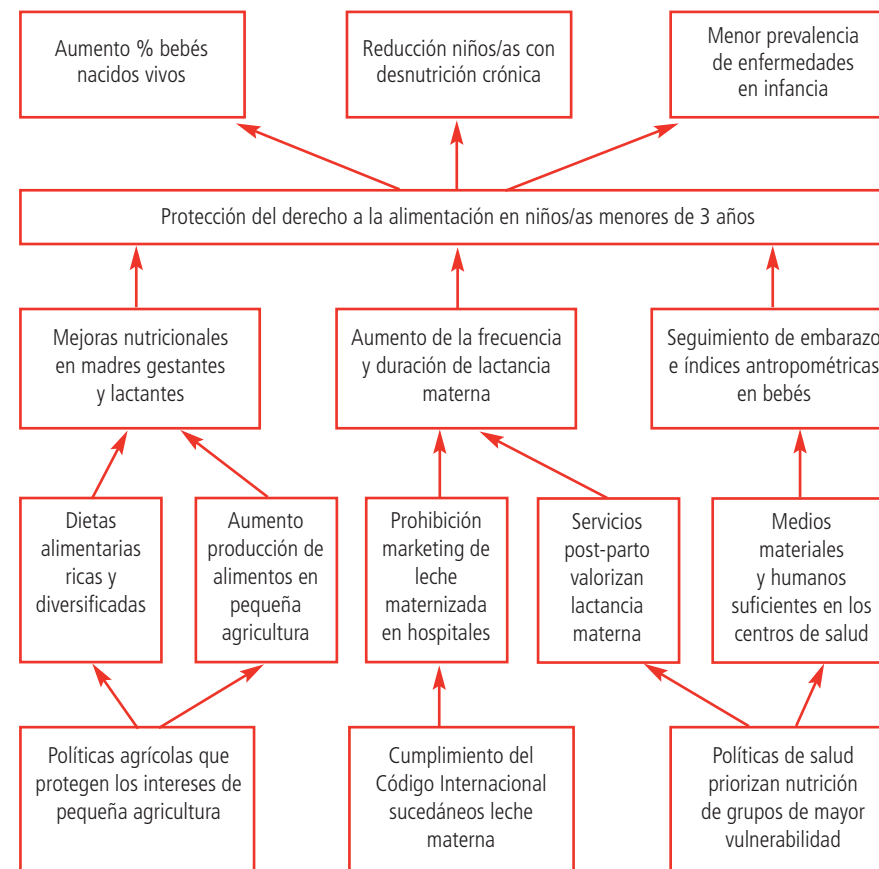 Aumento % bebés
nacidos vivos
Reducción niños/as con
desnutrición crónica
Menor prevalencia
de enfermedades
en infancia
Protección del derecho a la alimentación en niños/as menores de 3 años
Mejoras nutricionales
en madres gestantes
y lactantes
Aumento de la frecuencia
y duración de lactancia
materna
Seguimiento de embarazo
e índices antropométricas
en bebés
Dietas
alimentarias
ricas y
diversificadas
Aumento
producción de
alimentos en
pequeña
agricultura
Prohibición
marketing de
leche
maternizada
en hospitales
Servicios
post-parto
valorizan
lactancia
materna
Medios
materiales
y humanos
suficientes en los
centros de salud
Políticas agrícolas que
protegen los intereses de
pequeña agricultura
Cumplimiento del
Código Internacional
sucedáneos leche
materna
Políticas de salud
priorizan nutrición
de grupos de mayor
vulnerabilidad